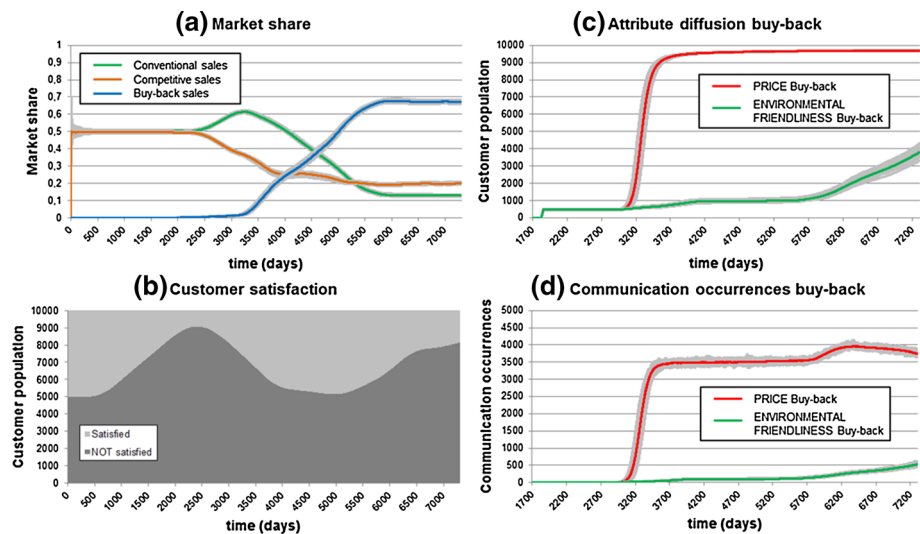 (a) Market share
Market share
1
0,9
0,8
0,7
0,6
0,5
0,4
0,3
0,2
0,1
0
Conventional sales
Competitive sales
Buy-back sales
0 500 1000 1500 2000 2500 3000 3500 4000 4500 5000 5500 6000 6500 7000
time (days)
(b) Customer satisfaction
Customer population
10000
9000
8000
7000
6000
5000
4000
3000
2000
1000
0
Satisfied
NOT satisfied
0 500 1000 1500 2000 2500 3000 3500 4000 4500 5000 5500 6000 6500 7000
time (days)
(c) Attribute diffusion buy-back
Customer population
10000
9000
8000
7000
6000
5000
4000
3000
2000
1000
0
PRICE Buy-back
ENVIRONMENTAL
FRIENDLINESS Buy-back
1700 2200 2700 3200 3700 4200 4700 5200 5700 6200 6700 7200
time (days)
(d) Communication occurrences buy-back
Communication occurrences
5000
4500
4000
3500
3000
2500
2000
1500
1000
500
0
PRICE Buy-back
ENVIRONMENTAL
FRIENDLINESS Buy-back
1700 2200 2700 3200 3700 4200 4700 5200 5700 6200 6700 7200
time (days)